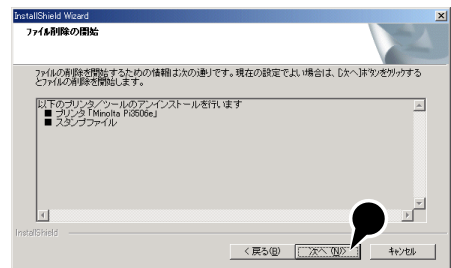 InstallShield Wizard
ファイル削除の開始
ファイルの削除を開始するための情報は次の通りです。現在の設定でよい場合は、[次へ]ボタンをクリックする
とファイルの削除を開始します。
以下のプリンタ/ツールのアンインストールを行います
■ プリンタ「Minolta Pi3506e」
■ スタンプファイル
InstallShield
< 戻る(B)
次へ (N)>
キャンセル